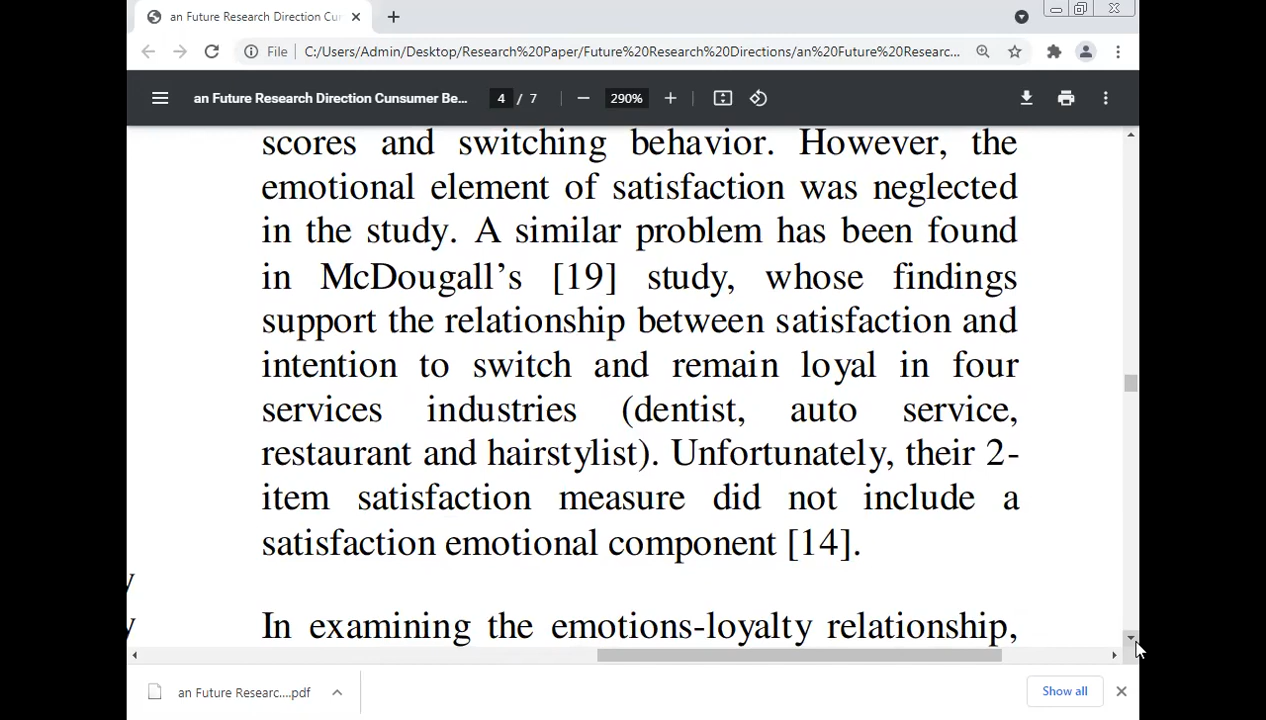 an Future Research Direction Cur
File C:/Users/Admin/Desktop/Research%20Paper/Future%20Research%20Directions/an%20Future%20Researc...
an Future Research Direction Cunsumer Be... 4 / 7 290%
scores and switching behavior. However, the
emotional element of satisfaction was neglected
in the study. A similar problem has been found
in McDougall’s [19] study, whose findings
support the relationship between satisfaction and
intention to switch and remain loyal in four
services industries (dentist, auto service,
restaurant and hairstylist). Unfortunately, their 2-
item satisfaction measure did not include a
satisfaction emotional component [14].
y
y
In examining the emotions-loyalty relationship,
an Future Researc....pdf
Show all